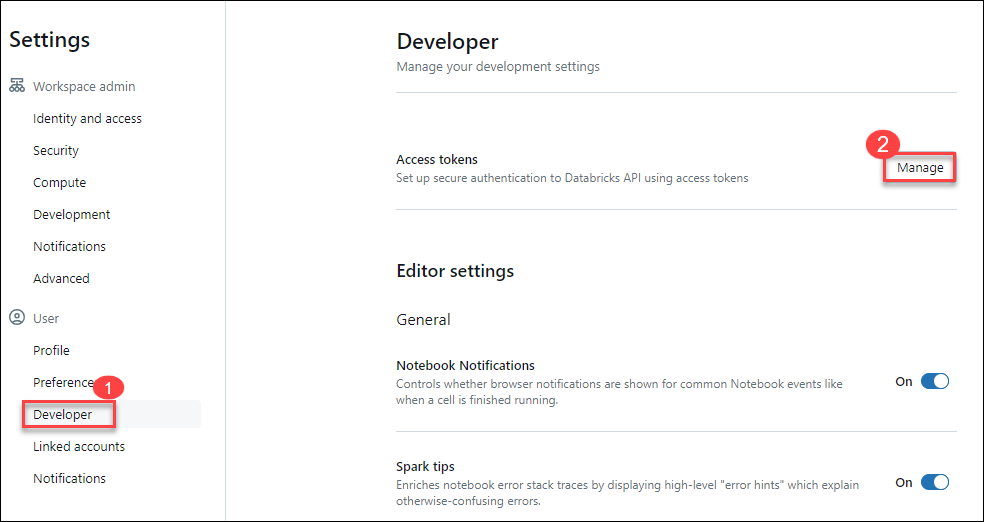 Settings
Workspace admin
Identity and access
Security
Compute
Development
Notifications
Advanced
User
Profile
Preference
1
Developer
Linked accounts
Notifications
Developer
Manage your development settings
Access tokens
Set up secure authentication to Databricks API using access tokens
2
Manage
Editor settings
General
Notebook Notifications
Controls whether browser notifications are shown for common Notebook events like
when a cell is finished running.
On
Spark tips
Enriches notebook error stack traces by displaying high-level "error hints" which explain
otherwise-confusing errors.
On